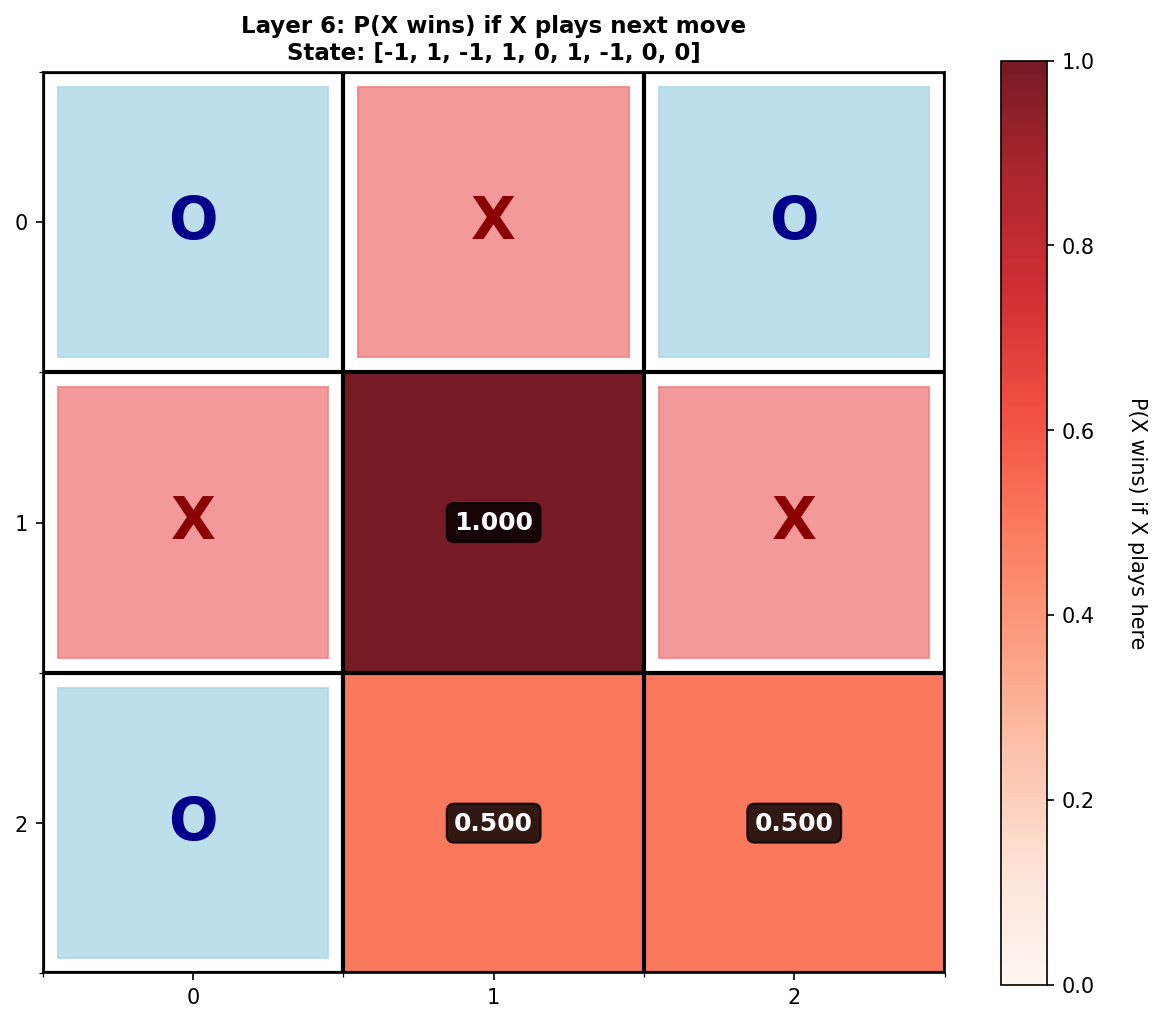 Layer 6: P(X wins) if X plays next move
State: [-1, 1, -1, 1, 0, 1, -1, 0, 0]
0
O
X
O
1
X
1.000
X
2
O
0.500
0.500
0
1
2
1.0
0.8
0.6
0.4
0.2
0.0
P(X wins) if X plays here